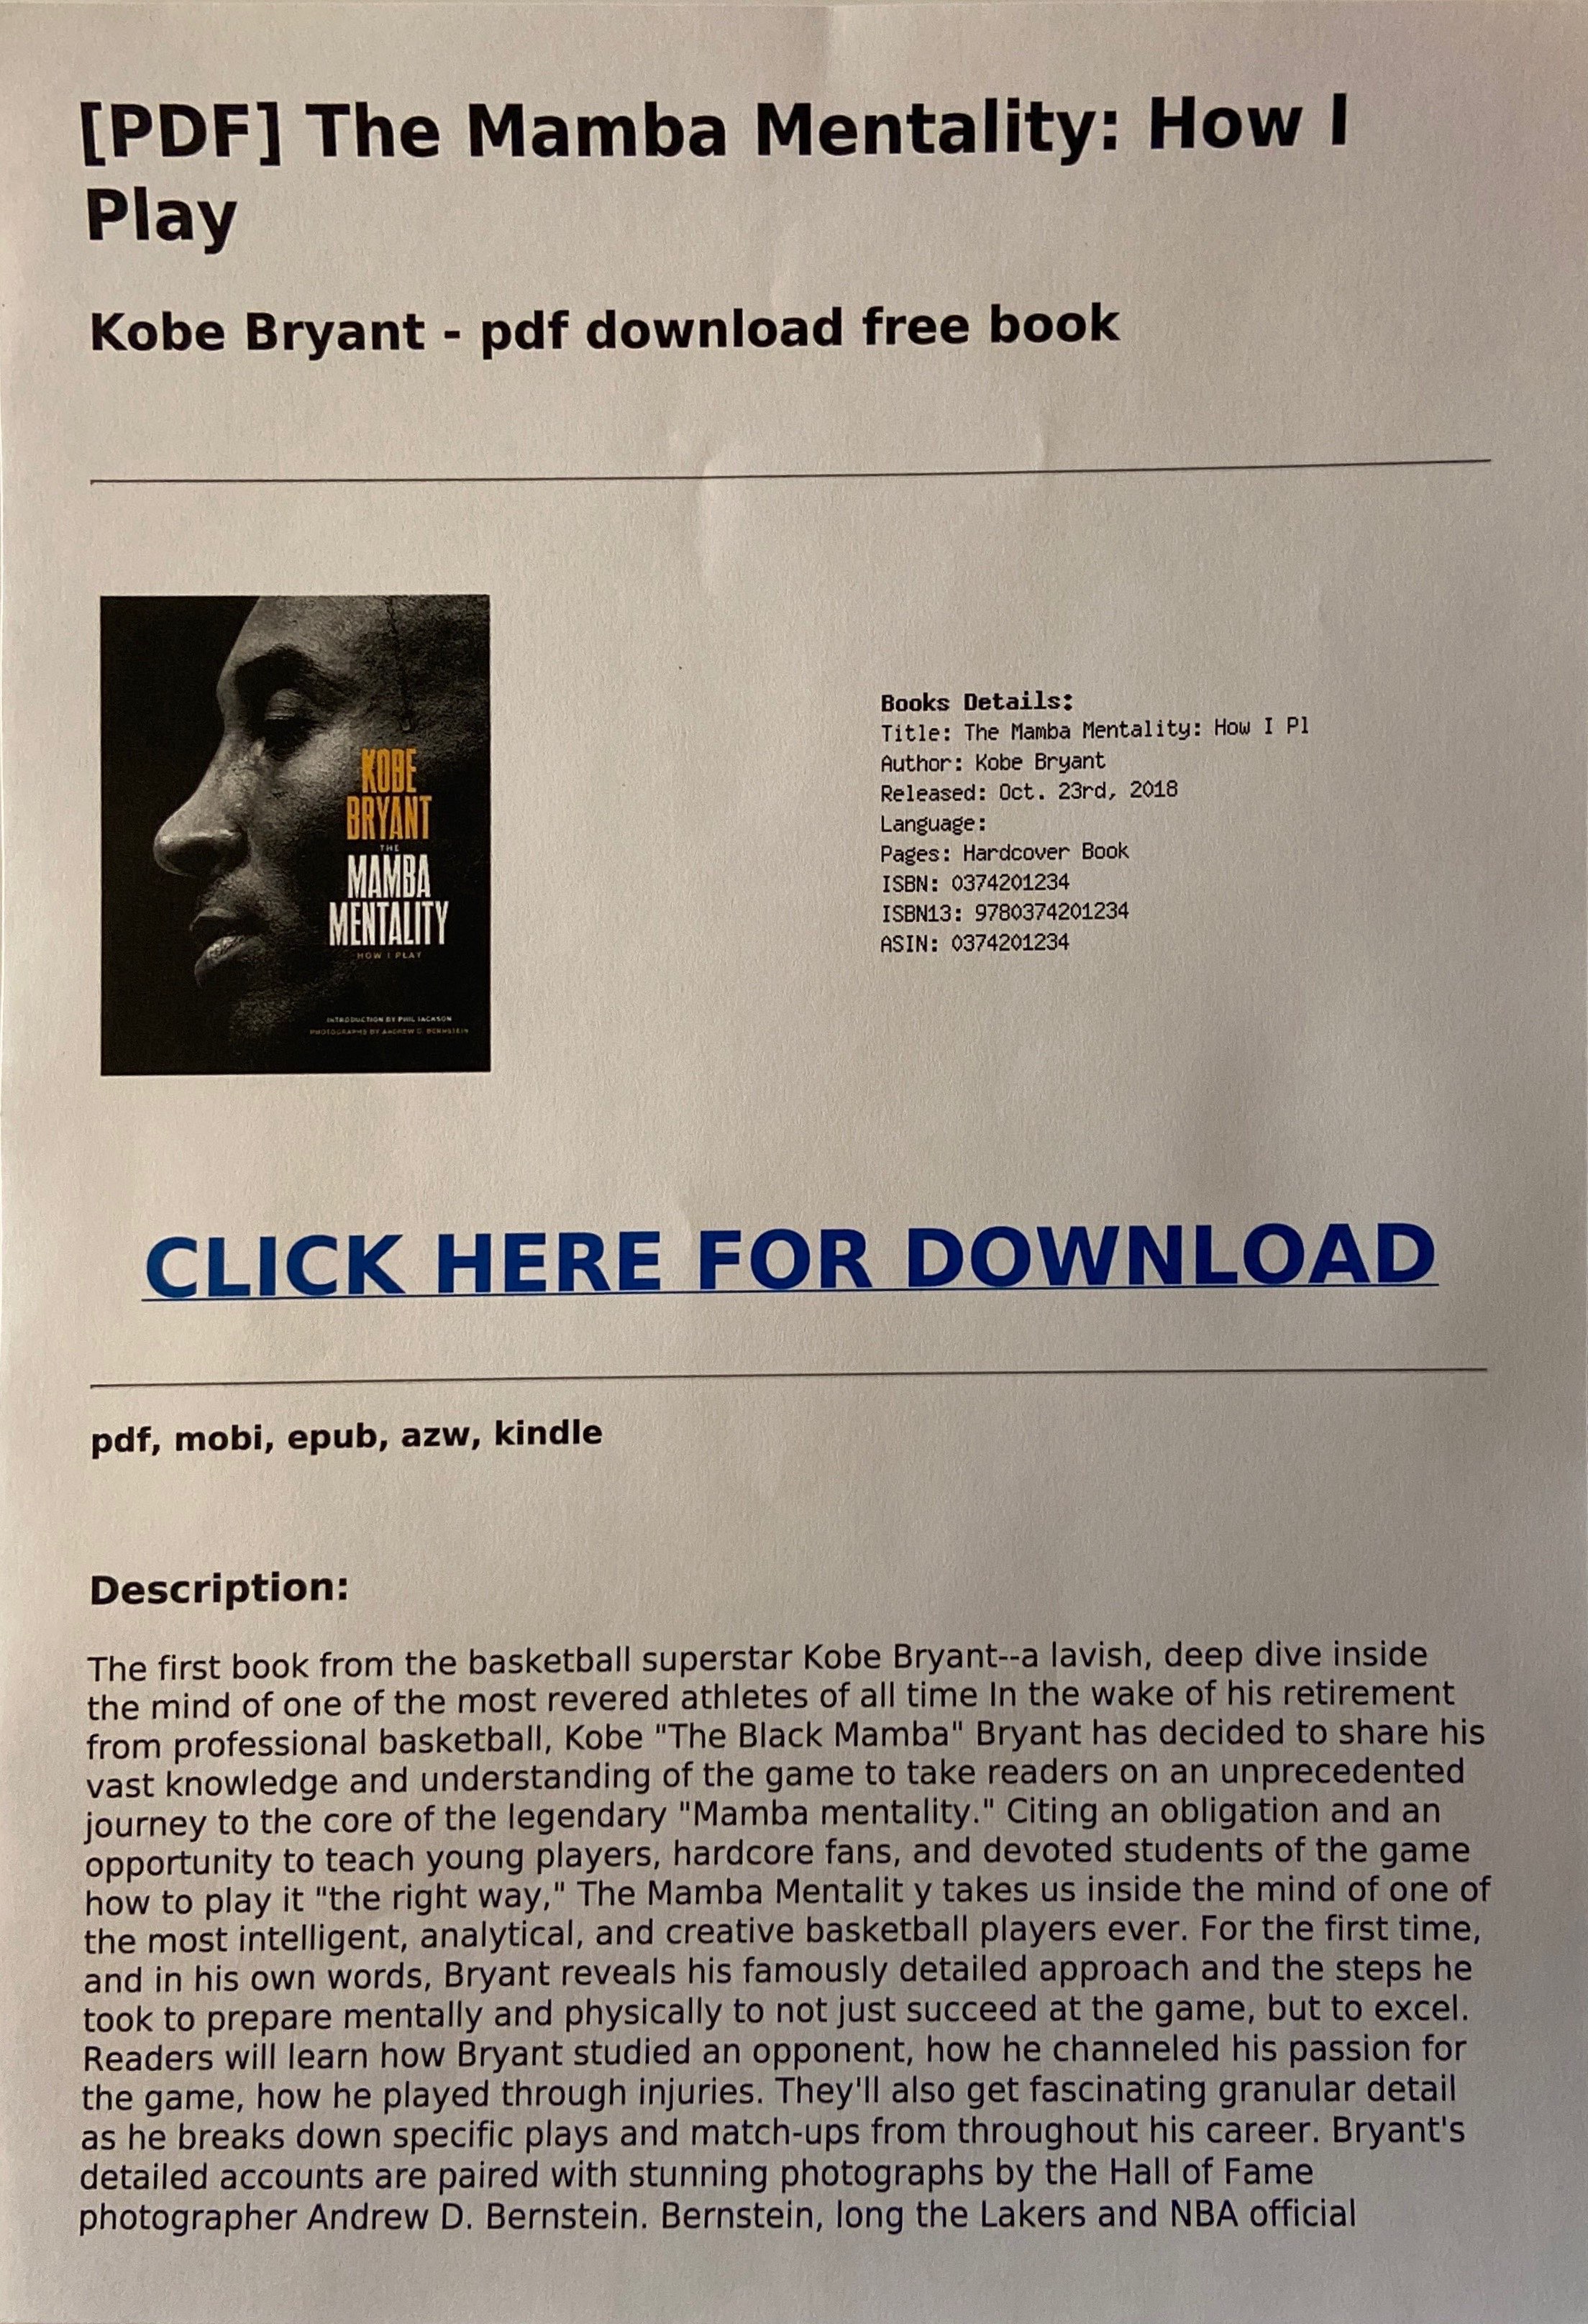 [PDF] The Mamba Mentality: How I
Play
Kobe Bryant - pdf download free book
KOBE
BRYANT
THE
MAMBA
MENTALITY
HOW I PLAY
INTRODUCTION BY PHIL JACKSON
PHOTOGRAPHS BY ANDREW D. BERNSTEIN
Books Details:
Title: The Mamba Mentality: How I Pl
Author: Kobe Bryant
Released: Oct. 23rd, 2018
Language:
Pages: Hardcover Book
ISBN: 0374201234
ISBN13: 9780374201234
ASIN: 0374201234
CLICK HERE FOR DOWNLOAD
pdf, mobi, epub, azw, kindle
Description:
The first book from the basketball superstar Kobe Bryant--a lavish, deep dive inside
the mind of one of the most revered athletes of all time In the wake of his retirement
from professional basketball, Kobe "The Black Mamba" Bryant has decided to share his
vast knowledge and understanding of the game to take readers on an unprecedented
journey to the core of the legendary "Mamba mentality." Citing an obligation and an
opportunity to teach young players, hardcore fans, and devoted students of the game
how to play it "the right way," The Mamba Mentalit y takes us inside the mind of one of
the most intelligent, analytical, and creative basketball players ever. For the first time,
and in his own words, Bryant reveals his famously detailed approach and the steps he
took to prepare mentally and physically to not just succeed at the game, but to excel.
Readers will learn how Bryant studied an opponent, how he channeled his passion for
the game, how he played through injuries. They'll also get fascinating granular detail
as he breaks down specific plays and match-ups from throughout his career. Bryant's
detailed accounts are paired with stunning photographs by the Hall of Fame
photographer Andrew D. Bernstein. Bernstein, long the Lakers and NBA official